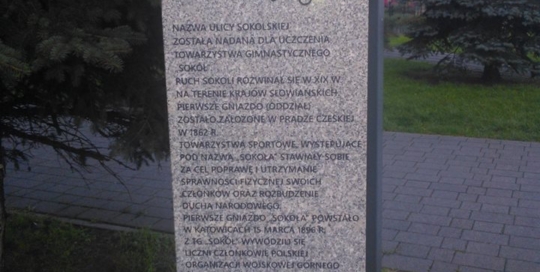 NAZWA ULICY SOKOLSKIEJ
ZOSTAŁA NADANA DLA UCZCZENIA
TOWARZYSTWA GIMNASTYCZNEGO
„SOKÓŁ”
RUCH SOKOLI ROZWINĄŁ SIĘ W XIX W
NA TERENIE KRAJÓW SŁOWIAŃSKICH.
PIERWSZE GNIAZDO (ODDZIAŁ)
ZOSTAŁO ZAŁOŻONE W PRADZE CZESKIEJ
W 1862 R.
TOWARZYSTWA SPORTOWE, WYSTĘPUJĄCE
POD NAZWĄ „SOKOŁA” STAWIAŁY SOBIE
ZA CEL POPRAWĘ I UTRZYMANIE
SPRAWNOŚCI FIZYCZNEJ SWOICH
CZŁONKÓW ORAZ ROZBUDZENIE
DUCHA NARODOWEGO.
PIERWSZE GNIAZDO „SOKOŁA” POWSTAŁO
W KATOWICACH 15 MARCA 1896 R.
Z TG „SOKÓŁ” WYWODZILI SIĘ
LICZNI CZŁONKOWIE POLSKIEJ
ORGANIZACJI WOJSKOWEJ GÓRNEGO